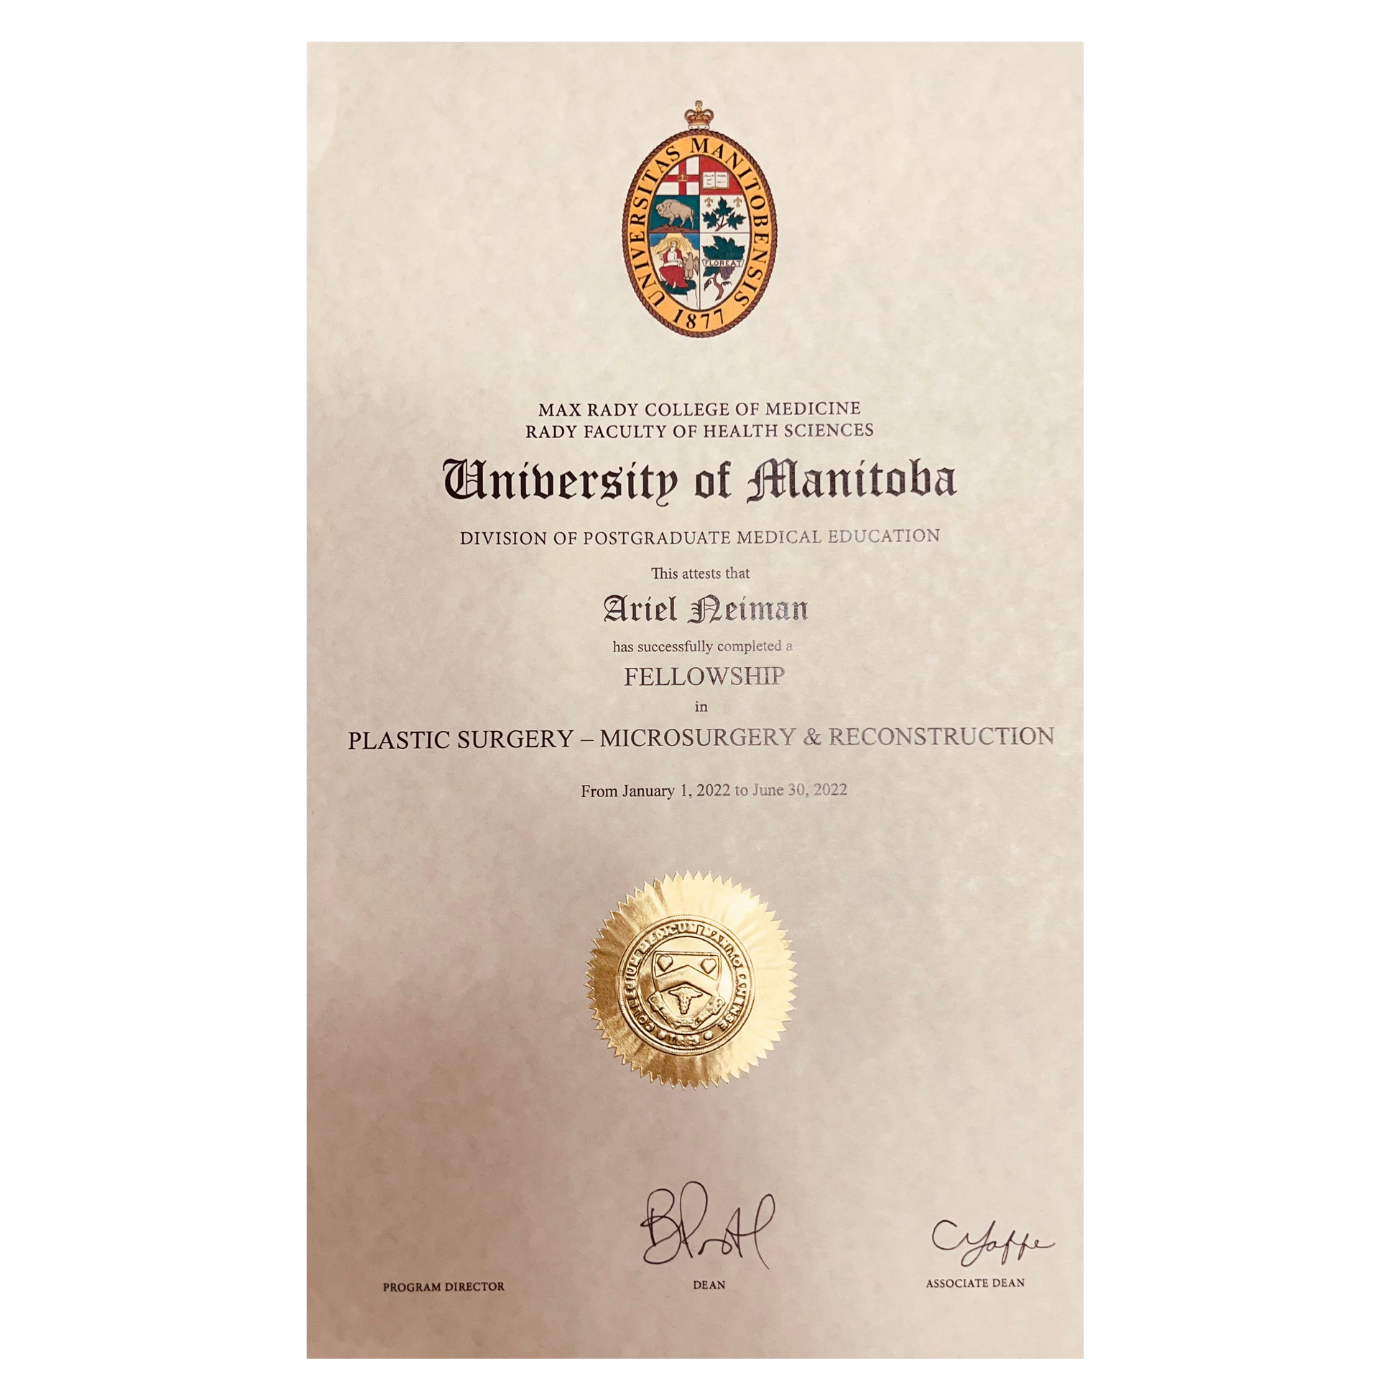 UNIVERSITAS MANITOBENSIS
FLOREAT
1877
MAX RADY COLLEGE OF MEDICINE
RADY FACULTY OF HEALTH SCIENCES
University of Manitoba
DIVISION OF POSTGRADUATE MEDICAL EDUCATION
This attests that
Ariel Neiman
has successfully completed a
FELLOWSHIP
in
PLASTIC SURGERY – MICROSURGERY & RECONSTRUCTION
From January 1, 2022 to June 30, 2022
C Yaffe
PROGRAM DIRECTOR
DEAN
ASSOCIATE DEAN